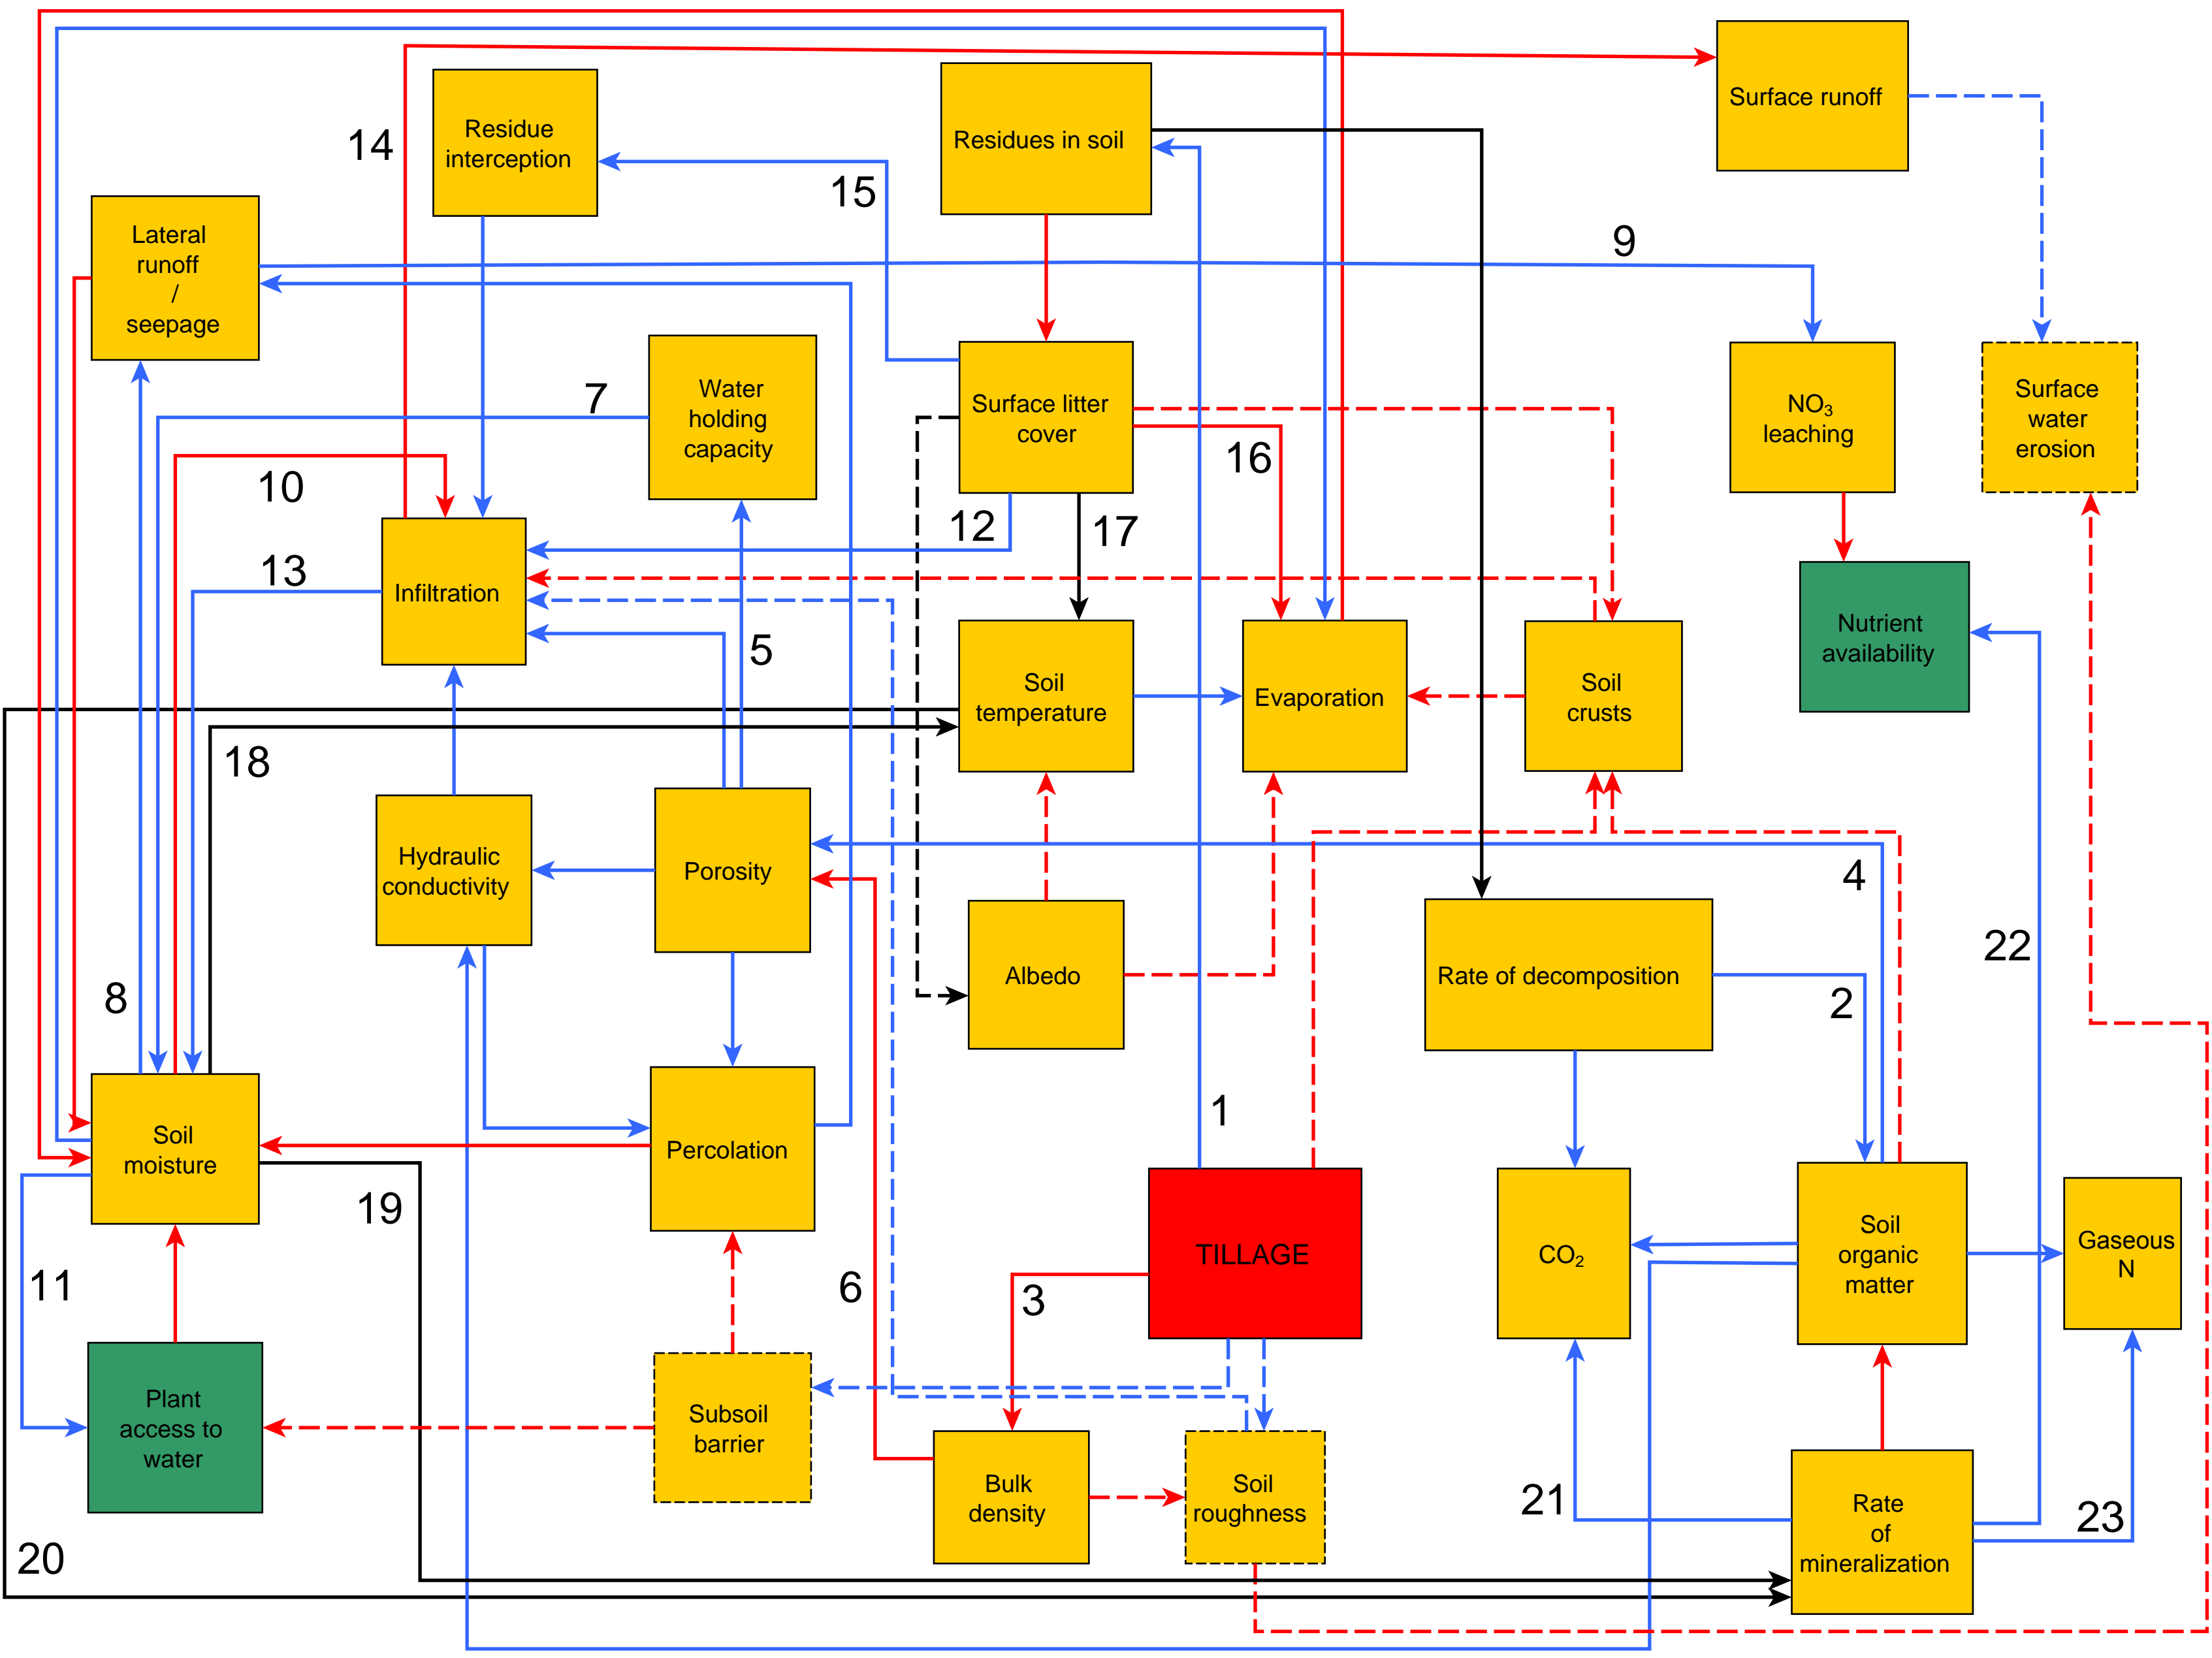 14
Residue
interception
Residues in soil
Surface runoff
15
Lateral
runoff
/
seepage
9
7
Water
holding
capacity
Surface litter
cover
16
NO₃
leaching
Surface
water
erosion
10
12
17
13
Infiltration
5
Soil
temperature
Evaporation
Soil
crusts
Nutrient
availability
18
Hydraulic
conductivity
Porosity
4
22
8
Albedo
Rate of decomposition
2
1
Soil
moisture
Percolation
19
TILLAGE
CO₂
Soil
organic
matter
Gaseous
N
11
6
3
Plant
access to
water
Subsoil
barrier
Bulk
density
Soil
roughness
21
Rate
of
mineralization
23
20